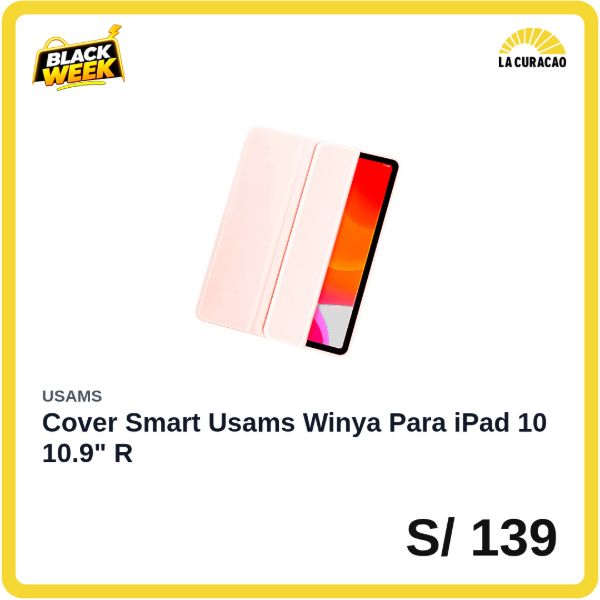 BLACK
WEEK
LA CURACAO
USAMS
Cover Smart Usams Winya Para iPad 10
10.9" R
S/ 139